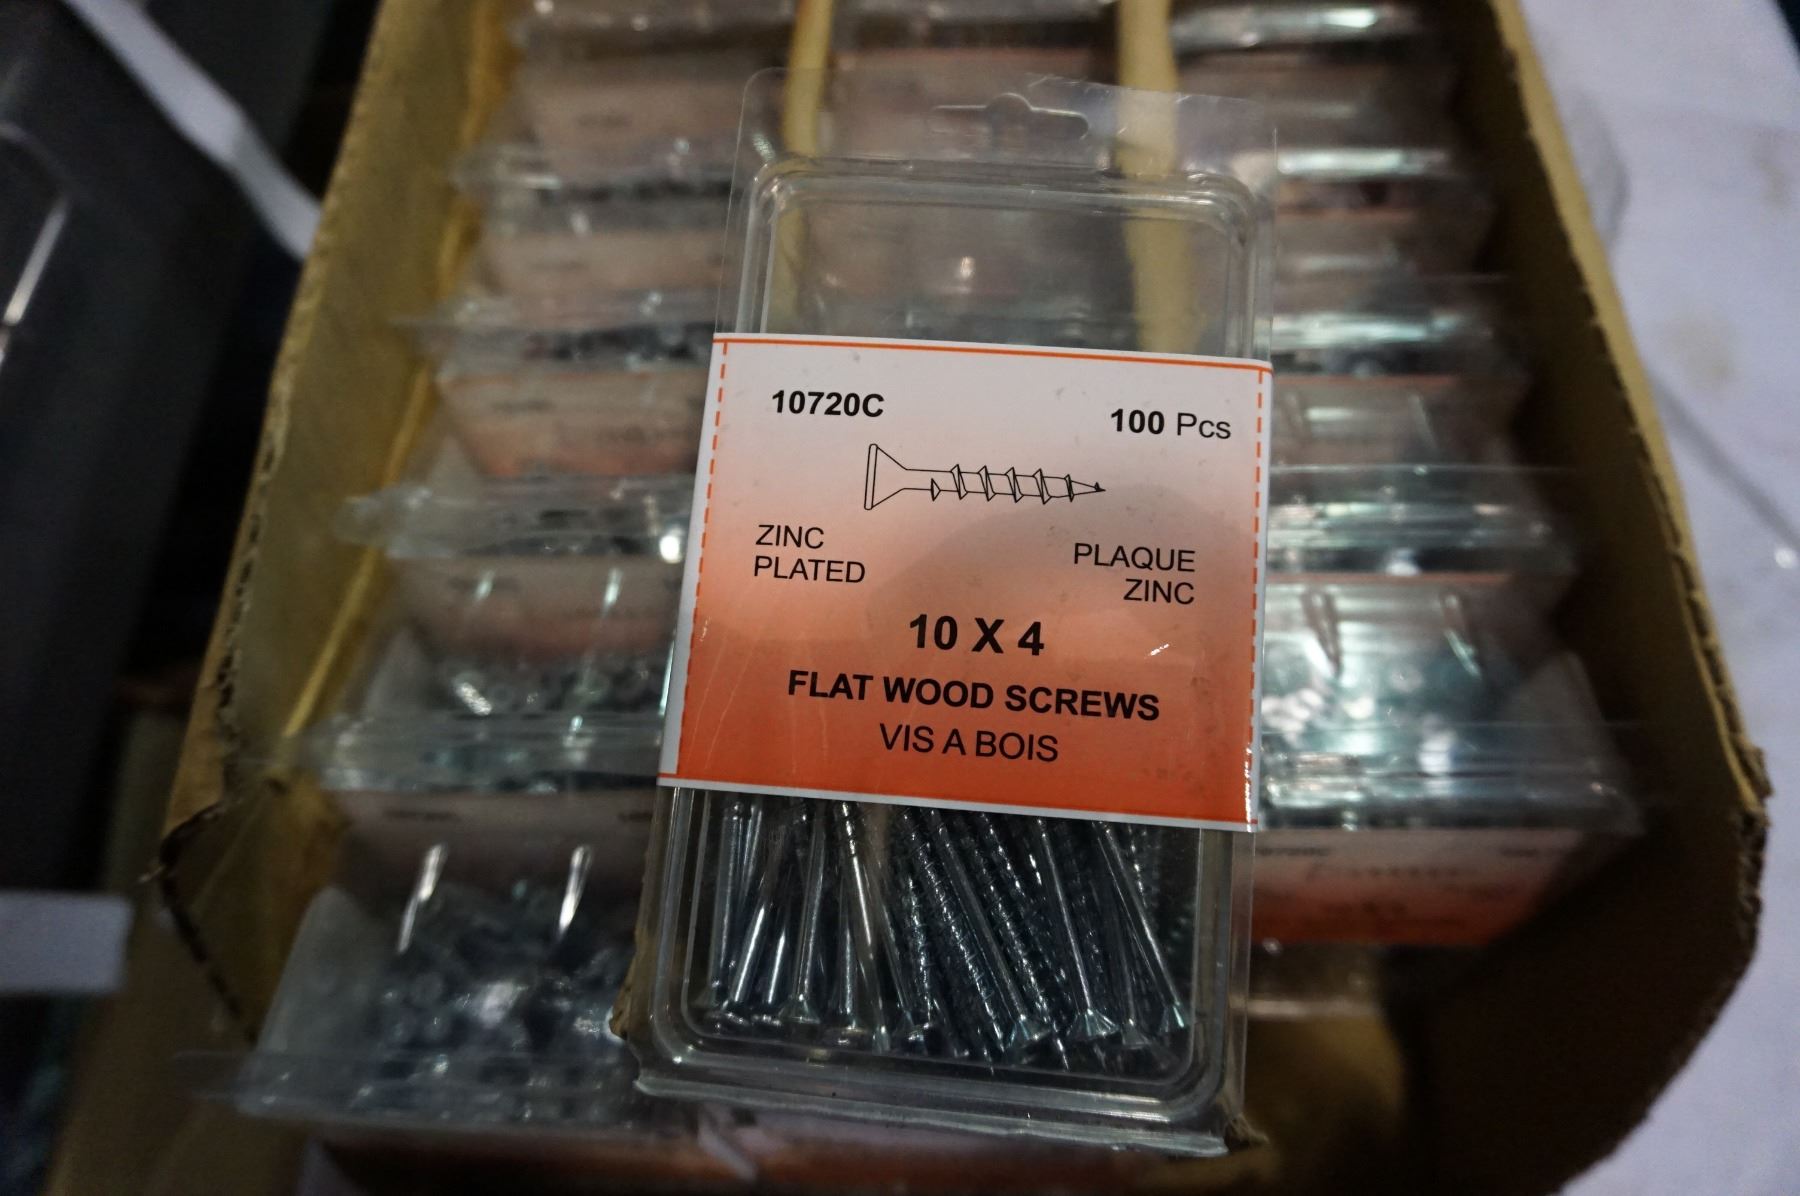 10720C
100 Pcs
ZINC
PLATED
PLAQUE
ZINC
10 X 4
FLAT WOOD SCREWS
VIS A BOIS